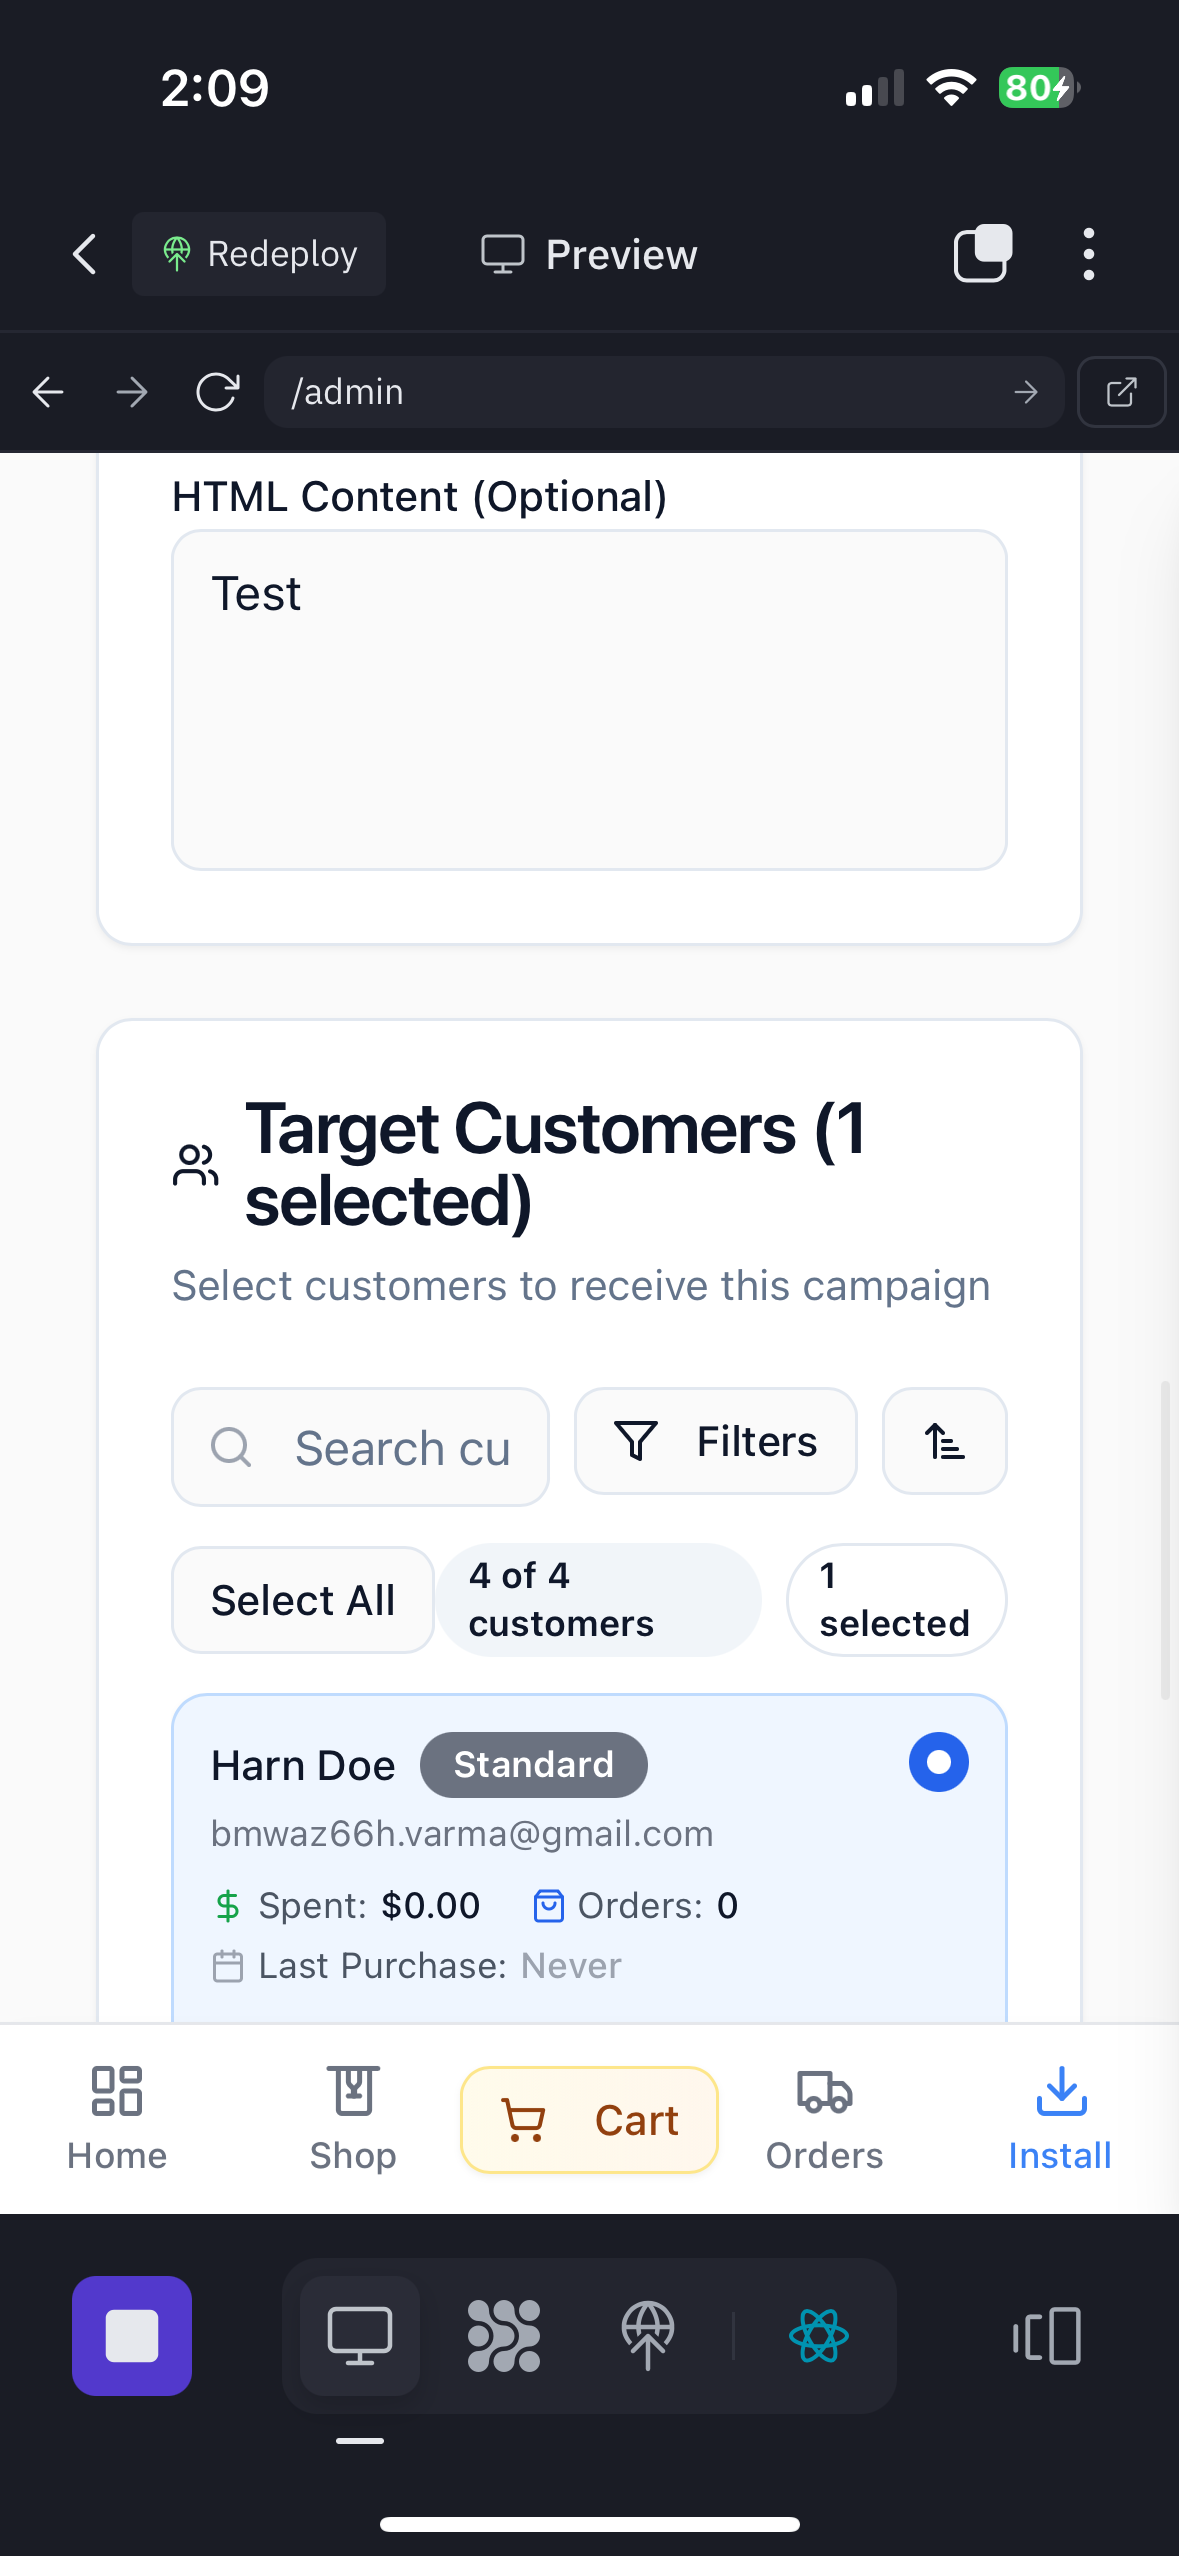 2:09
80
Redeploy
Preview
/admin
HTML Content (Optional)
Test
Target Customers (1
selected)
Select customers to receive this campaign
Search cu
Filters
Select All
4 of 4
customers
1
selected
Harn Doe
Standard
bmwaz66h.varma@gmail.com
Spent: $0.00
Orders: 0
Last Purchase: Never
Home
Shop
Cart
Orders
Install